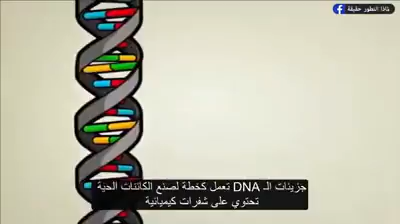 لماذا التطور حقيقة
جزيئات الـ DNA تعمل كخطة لصنع الكائنات الحية
تحتوي على شفرات كيميائية